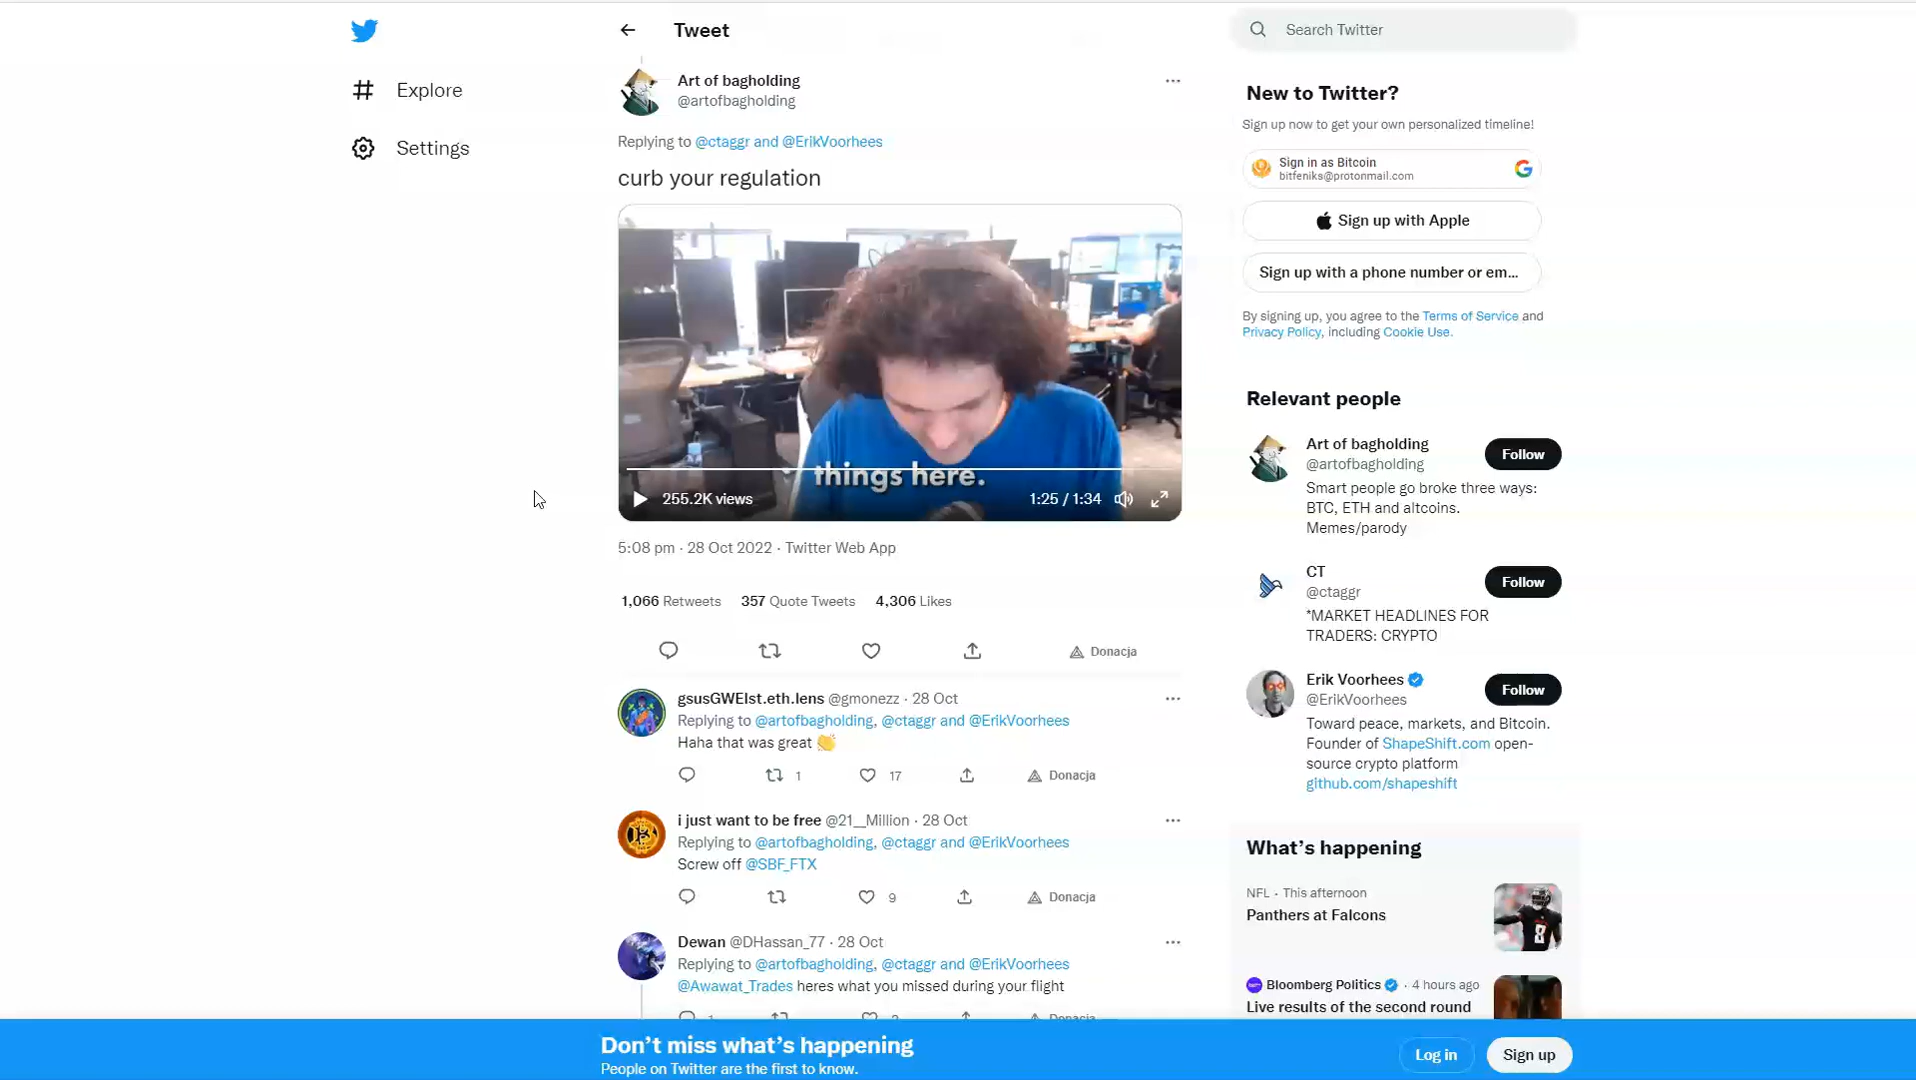 Tweet
Search Twitter
Explore
Settings
Art of bagholding
@artofbagholding
Replying to @ctaggr and @ErikVoorhees
curb your regulation
things here.
255.2K views
1:25 / 1:34
5:08 pm · 28 Oct 2022 · Twitter Web App
1,066 Retweets 357 Quote Tweets 4,306 Likes
Donacja
gsusGWEIst.eth.lens @gmonezz · 28 Oct
Replying to @artofbagholding, @ctaggr and @ErikVoorhees
Haha that was great
1 17 Donacja
i just want to be free @21__Million · 28 Oct
Replying to @artofbagholding, @ctaggr and @ErikVoorhees
Screw off @SBF_FTX
9 Donacja
Dewan @DHassan_77 · 28 Oct
Replying to @artofbagholding, @ctaggr and @ErikVoorhees
@Awawat_Trades heres what you missed during your flight
New to Twitter?
Sign up now to get your own personalized timeline!
Sign in as Bitcoin
bitfeniks@protonmail.com
Sign up with Apple
Sign up with a phone number or em...
By signing up, you agree to the Terms of Service and
Privacy Policy, including Cookie Use.
Relevant people
Art of bagholding
@artofbagholding
Follow
Smart people go broke three ways:
BTC, ETH and altcoins.
Memes/parody
CT
@ctaggr
Follow
*MARKET HEADLINES FOR
TRADERS: CRYPTO
Erik Voorhees
@ErikVoorhees
Follow
Toward peace, markets, and Bitcoin.
Founder of ShapeShift.com open-
source crypto platform
github.com/shapeshift
What's happening
NFL · This afternoon
Panthers at Falcons
8
Bloomberg Politics · 4 hours ago
Live results of the second round
Don't miss what's happening
People on Twitter are the first to know.
Log in
Sign up